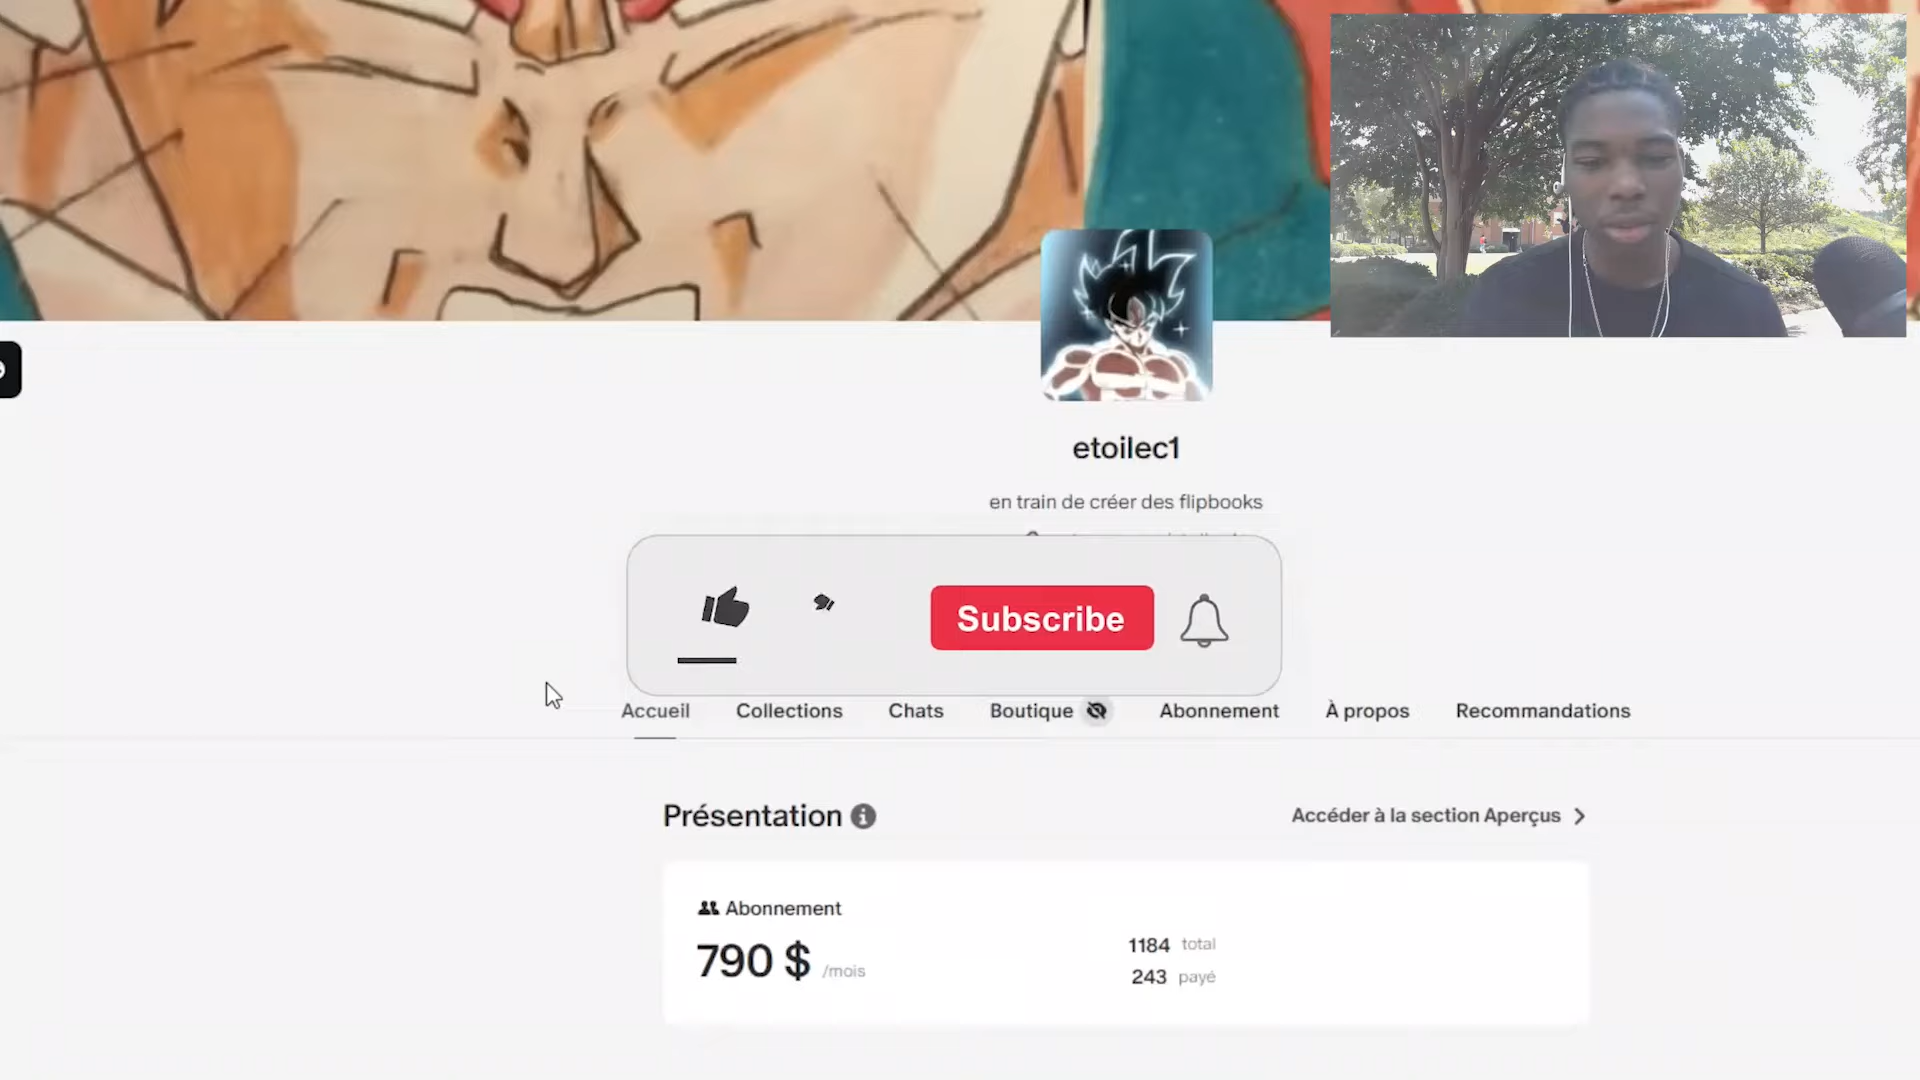 etoilec1
en train de créer des flipbooks
Subscribe
Accueil
Collections
Chats
Boutique
Abonnement
À propos
Recommandations
Présentation
Accéder à la section Aperçus
Abonnement
790 $ /mois
1184 total
243 payé